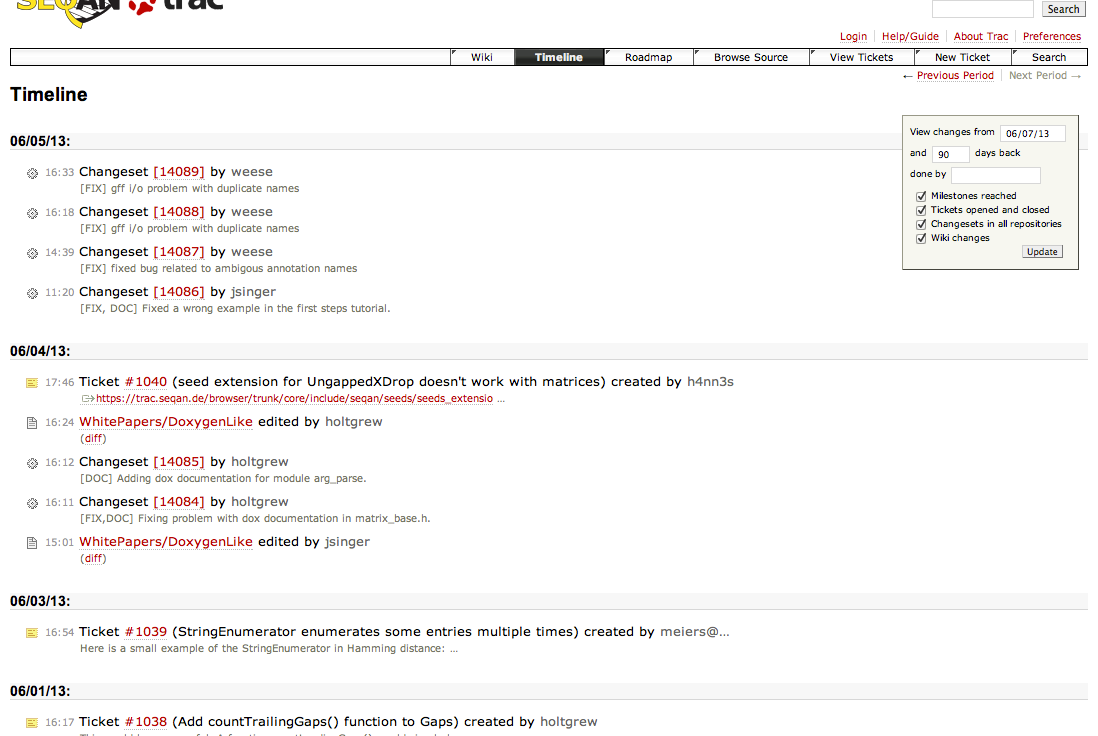 SEQAN trac
Search
Login Help/Guide About Trac Preferences
Wiki Timeline Roadmap Browse Source View Tickets New Ticket Search
← Previous Period Next Period →
Timeline
View changes from 06/07/13
and 90 days back
done by
Milestones reached
Tickets opened and closed
Changesets in all repositories
Wiki changes
Update
06/05/13:
16:33 Changeset [14089] by weese
[FIX] gff i/o problem with duplicate names
16:18 Changeset [14088] by weese
[FIX] gff i/o problem with duplicate names
14:39 Changeset [14087] by weese
[FIX] fixed bug related to ambigous annotation names
11:20 Changeset [14086] by jsinger
[FIX, DOC] Fixed a wrong example in the first steps tutorial.
06/04/13:
17:46 Ticket #1040 (seed extension for UngappedXDrop doesn't work with matrices) created by h4nn3s
https://trac.seqan.de/browser/trunk/core/include/seqan/seeds/seeds_extensio ...
16:24 WhitePapers/DoxygenLike edited by holtgrew
(diff)
16:12 Changeset [14085] by holtgrew
[DOC] Adding dox documentation for module arg_parse.
16:11 Changeset [14084] by holtgrew
[FIX,DOC] Fixing problem with dox documentation in matrix_base.h.
15:01 WhitePapers/DoxygenLike edited by jsinger
(diff)
06/03/13:
16:54 Ticket #1039 (StringEnumerator enumerates some entries multiple times) created by meiers@...
Here is a small example of the StringEnumerator in Hamming distance: ...
06/01/13:
16:17 Ticket #1038 (Add countTrailingGaps() function to Gaps) created by holtgrew